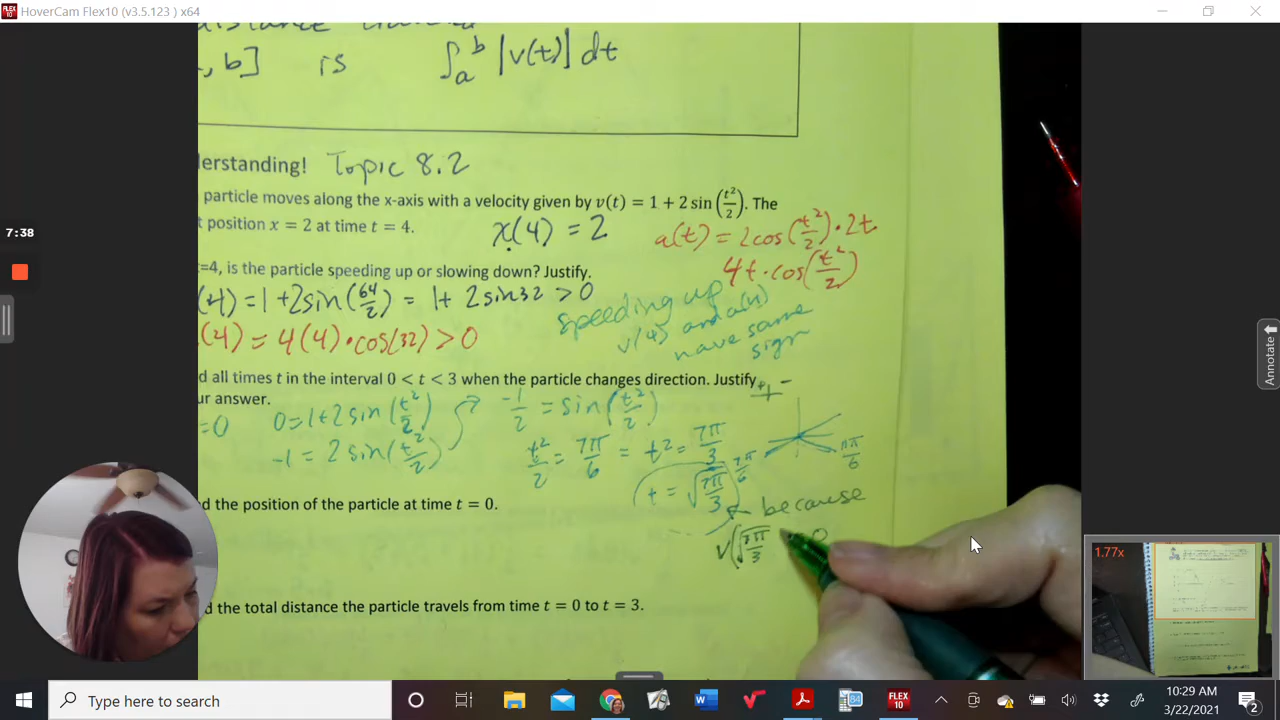 HoverCam Flex10 (v3.5.123) x64
, b] is ∫ₐᵇ |v(t)| dt
derstanding! Topic 8.2
particle moves along the x-axis with a velocity given by v(t) = 1 + 2 sin (t²/2). The
t position x = 2 at time t = 4. x(4) = 2
a(t) = 2cos(t²/2)·2t
4t·cos(t²/2)
t=4, is the particle speeding up or slowing down? Justify.
(4) = 1 + 2sin(64/2) = 1 + 2sin32 > 0
speeding up
v(4) and a(4)
have same
sign
(4) = 4(4)·cos(32) > 0
d all times t in the interval 0 < t < 3 when the particle changes direction. Justify
ur answer.
=0 0 = 1+2sin(t²/2)
-1 = 2sin(t²/2)
-1/2 = sin(t²/2)
t²/2 = 7π/6 = t² = 7π/3
7π/6
11π/6
t = √(7π/3) because
d the position of the particle at time t = 0.
v(√(7π/3) 0
d the total distance the particle travels from time t = 0 to t = 3.
7:38
1.77x
Annotate
Type here to search
FLEX
10
10:29 AM
3/22/2021
2